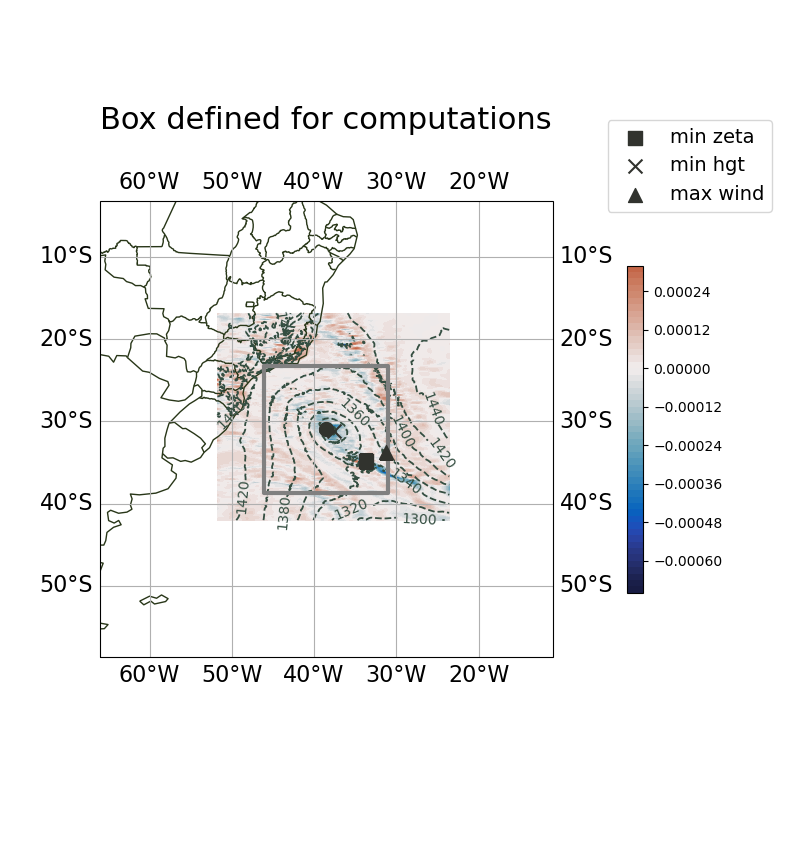 Box defined for computations
min zeta
min hgt
max wind
60°W 50°W 40°W 30°W 20°W
10°S 10°S
20°S 20°S
30°S 30°S
40°S 40°S
50°S 50°S
60°W 50°W 40°W 30°W 20°W
0.00024
0.00012
0.00000
−0.00012
−0.00024
−0.00036
−0.00048
−0.00060
1440
1360
1400
1420
1340
1420
1380
1320
1300